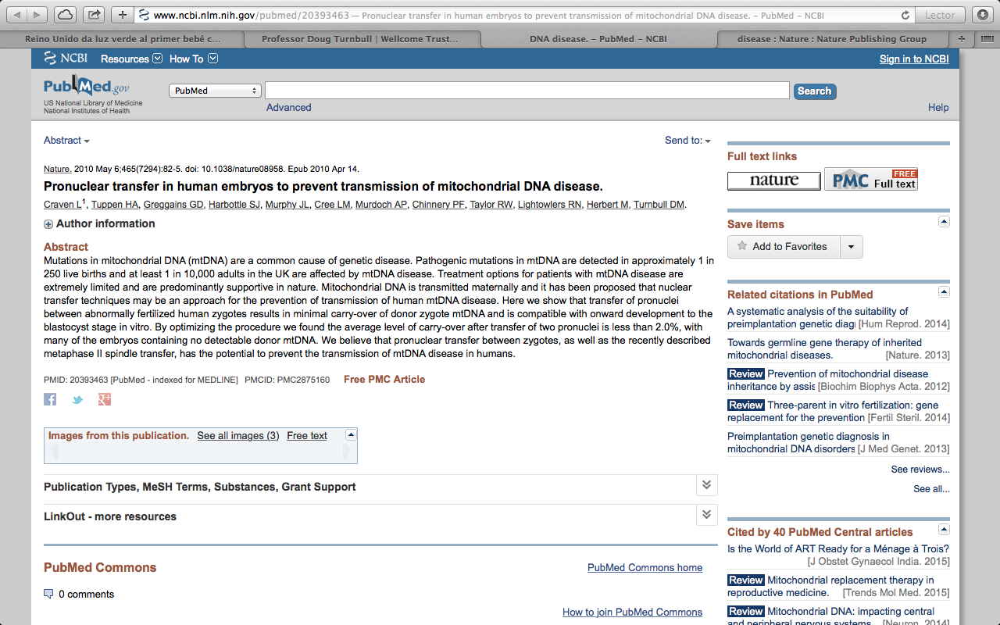 www.ncbi.nlm.nih.gov/pubmed/20393463 — Pronuclear transfer in human embryos to prevent transmission of mitochondrial DNA disease. – PubMed – NCBI
Lector
Reino Unido da luz verde al primer bebé c...
Professor Doug Turnbull | Wellcome Trust...
DNA disease. – PubMed – NCBI
disease : Nature : Nature Publishing Group
NCBI Resources How To
Sign in to NCBI
PubMed.gov
US National Library of Medicine
National Institutes of Health
PubMed
Search
Advanced
Help
Abstract
Send to:
Nature. 2010 May 6;465(7294):82-5. doi: 10.1038/nature08958. Epub 2010 Apr 14.
Pronuclear transfer in human embryos to prevent transmission of mitochondrial DNA disease.
Craven L1, Tuppen HA, Greggains GD, Harbottle SJ, Murphy JL, Cree LM, Murdoch AP, Chinnery PF, Taylor RW, Lightowlers RN, Herbert M, Turnbull DM.
Author information
Abstract
Mutations in mitochondrial DNA (mtDNA) are a common cause of genetic disease. Pathogenic mutations in mtDNA are detected in approximately 1 in
250 live births and at least 1 in 10,000 adults in the UK are affected by mtDNA disease. Treatment options for patients with mtDNA disease are
extremely limited and are predominantly supportive in nature. Mitochondrial DNA is transmitted maternally and it has been proposed that nuclear
transfer techniques may be an approach for the prevention of transmission of human mtDNA disease. Here we show that transfer of pronuclei
between abnormally fertilized human zygotes results in minimal carry-over of donor zygote mtDNA and is compatible with onward development to the
blastocyst stage in vitro. By optimizing the procedure we found the average level of carry-over after transfer of two pronuclei is less than 2.0%, with
many of the embryos containing no detectable donor mtDNA. We believe that pronuclear transfer between zygotes, as well as the recently described
metaphase II spindle transfer, has the potential to prevent the transmission of mtDNA disease in humans.
PMID: 20393463 [PubMed - indexed for MEDLINE] PMCID: PMC2875160 Free PMC Article
Images from this publication. See all images (3) Free text
Publication Types, MeSH Terms, Substances, Grant Support
LinkOut - more resources
PubMed Commons
PubMed Commons home
0 comments
How to join PubMed Commons
Full text links
nature
PMC FREE
Full text
Save items
Add to Favorites
Related citations in PubMed
A systematic analysis of the suitability of
preimplantation genetic diag [Hum Reprod. 2014]
Towards germline gene therapy of inherited
mitochondrial diseases. [Nature. 2013]
Review Prevention of mitochondrial disease
inheritance by assis [Biochim Biophys Acta. 2012]
Review Three-parent in vitro fertilization: gene
replacement for the prevention [Fertil Steril. 2014]
Preimplantation genetic diagnosis in
mitochondrial DNA disorders [J Med Genet. 2013]
See reviews...
See all...
Cited by 40 PubMed Central articles
Is the World of ART Ready for a Ménage à Trois?
[J Obstet Gynaecol India. 2015]
Review Mitochondrial replacement therapy in
reproductive medicine. [Trends Mol Med. 2015]
Review Mitochondrial DNA: impacting central
and peripheral nervous systems. [Neuron. 2014]